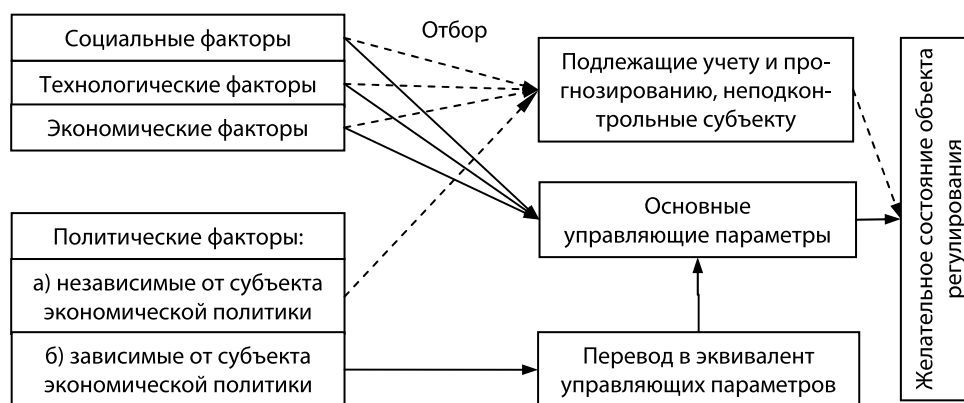 Социальные факторы
Технологические факторы
Экономические факторы
Отбор
Подлежащие учету и про-
гнозированию, неподкон-
трольные субъекту
Основные
управляющие параметры
Политические факторы:
а) независимые от субъекта
экономической политики
б) зависимые от субъекта
экономической политики
Перевод в эквивалент
управляющих параметров
Желательное состояние объекта
регулирования